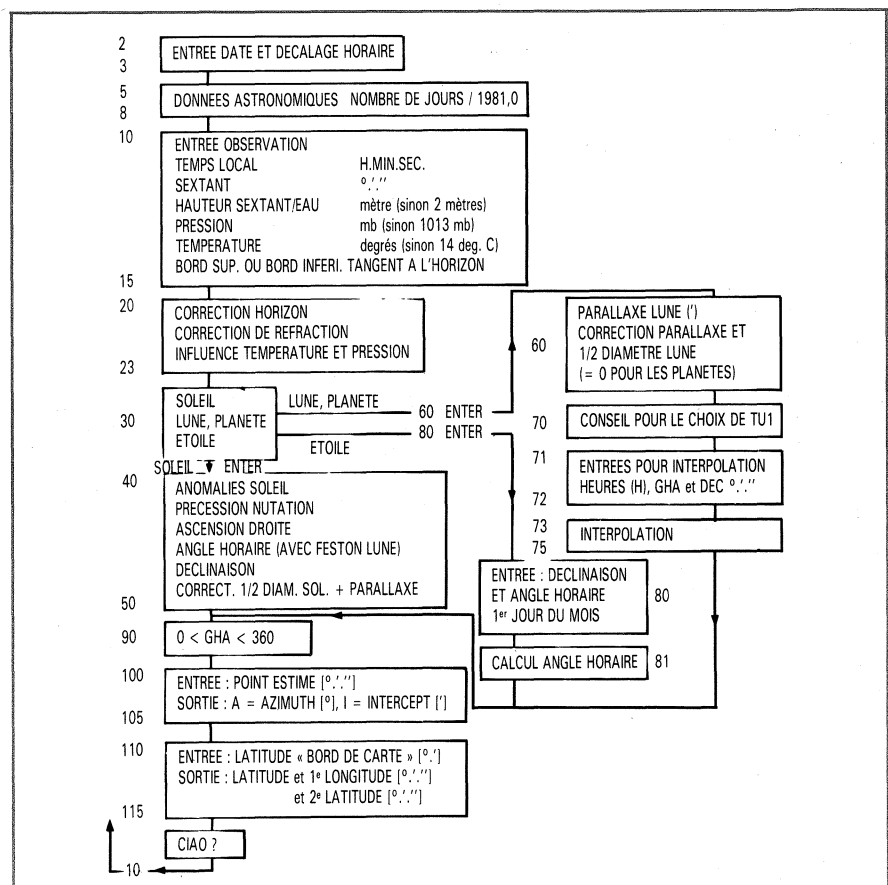 2
3
ENTREE DATE ET DECALAGE HORAIRE
5
8
DONNEES ASTRONOMIQUES NOMBRE DE JOURS / 1981,0
10
ENTREE OBSERVATION
TEMPS LOCAL H.MIN.SEC.
SEXTANT º.'.''
HAUTEUR SEXTANT/EAU mètre (sinon 2 mètres)
PRESSION mb (sinon 1013 mb)
TEMPERATURE degrés (sinon 14 deg. C)
BORD SUP. OU BORD INFERI. TANGENT A L'HORIZON
15
20
CORRECTION HORIZON
CORRECTION DE REFRACTION
INFLUENCE TEMPERATURE ET PRESSION
23
30
SOLEIL
LUNE, PLANETE
ETOILE
LUNE, PLANETE
60 ENTER
80 ENTER
ETOILE
SOLEIL ENTER
40
ANOMALIES SOLEIL
PRECESSION NUTATION
ASCENSION DROITE
ANGLE HORAIRE (AVEC FESTON LUNE)
DECLINAISON
CORRECT. 1/2 DIAM. SOL. + PARALLAXE
50
60
PARALLAXE LUNE (')
CORRECTION PARALLAXE ET
1/2 DIAMETRE LUNE
(= 0 POUR LES PLANETES)
70
CONSEIL POUR LE CHOIX DE TU1
71
ENTREES POUR INTERPOLATION
HEURES (H), GHA et DEC º.'.''
72
73
INTERPOLATION
75
ENTREE : DECLINAISON
ET ANGLE HORAIRE
1er JOUR DU MOIS
80
CALCUL ANGLE HORAIRE
81
90
0 < GHA < 360
100
ENTREE : POINT ESTIME [º.'.'']
SORTIE : A = AZIMUTH [º], I = INTERCEPT [']
105
110
ENTREE : LATITUDE « BORD DE CARTE » [º.']
SORTIE : LATITUDE et 1e LONGITUDE [º.'.'']
et 2e LATITUDE [º.'.'']
115
CIAO ?
10